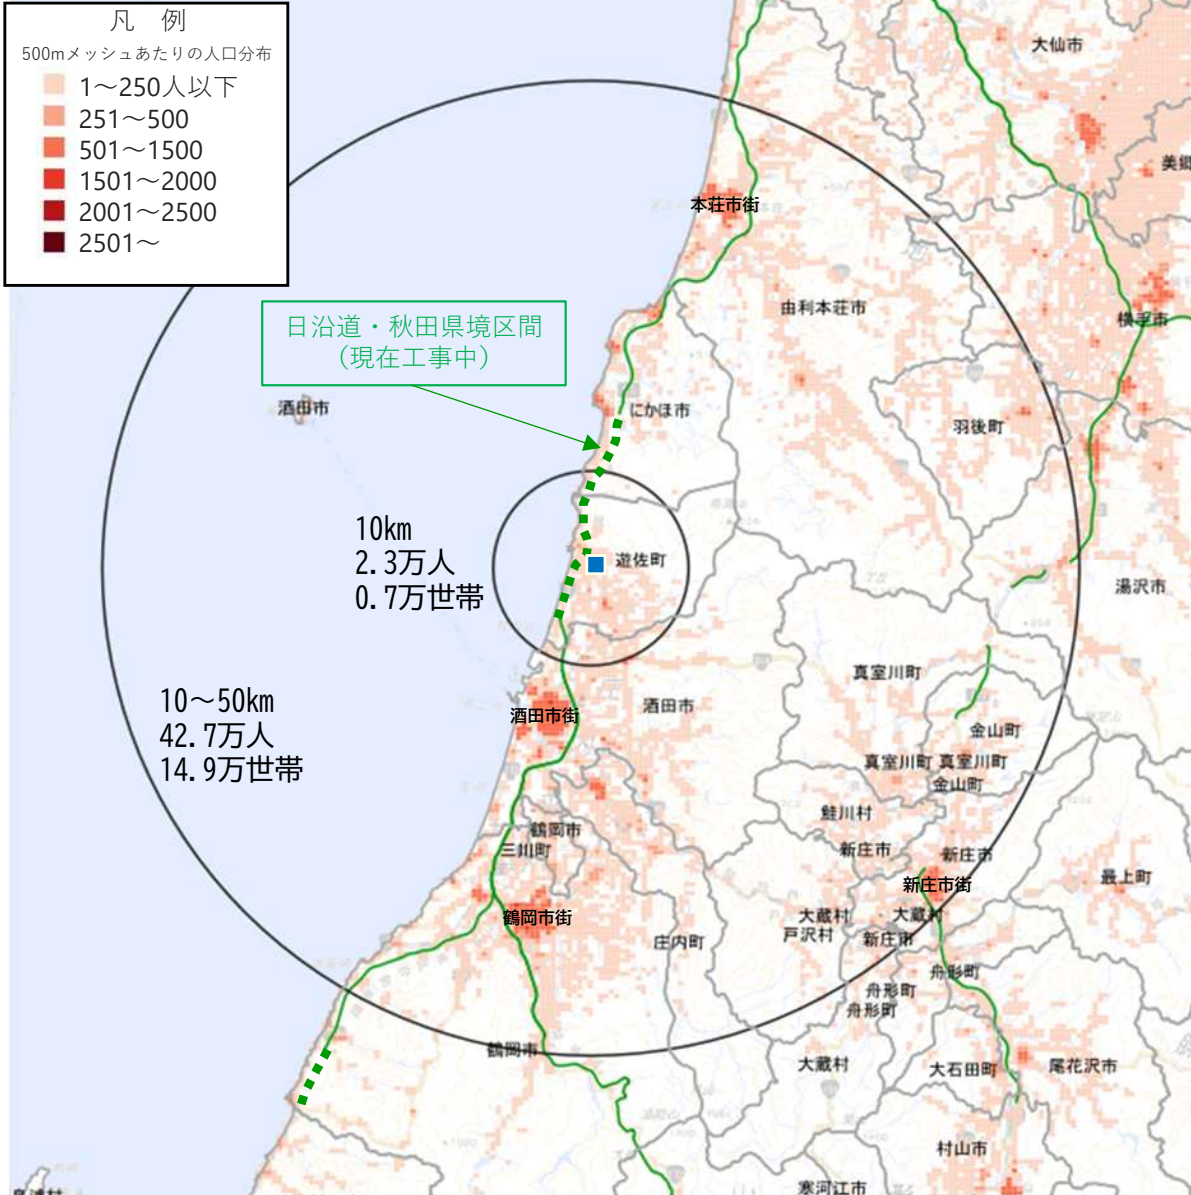 凡 例
500mメッシュあたりの人口分布
1～250人以下
251～500
501～1500
1501～2000
2001～2500
2501～
大仙市
美郷
本荘市街
由利本荘市
横手市
日沿道・秋田県境区間
（現在工事中）
酒田市
にかほ市
羽後町
10km
2.3万人
0.7万世帯
遊佐町
湯沢市
真室川町
10～50km
42.7万人
14.9万世帯
酒田市街
酒田市
金山町
真室川町
真室川町
金山町
鮭川村
鶴岡市
三川町
新庄市
新庄市
新庄市街
最上町
鶴岡市街
大蔵村
大蔵村
戸沢村
新庄市
庄内町
舟形町
舟形町
舟形町
鶴岡市
大蔵村
大石田町
尾花沢市
村山市
寒河江市